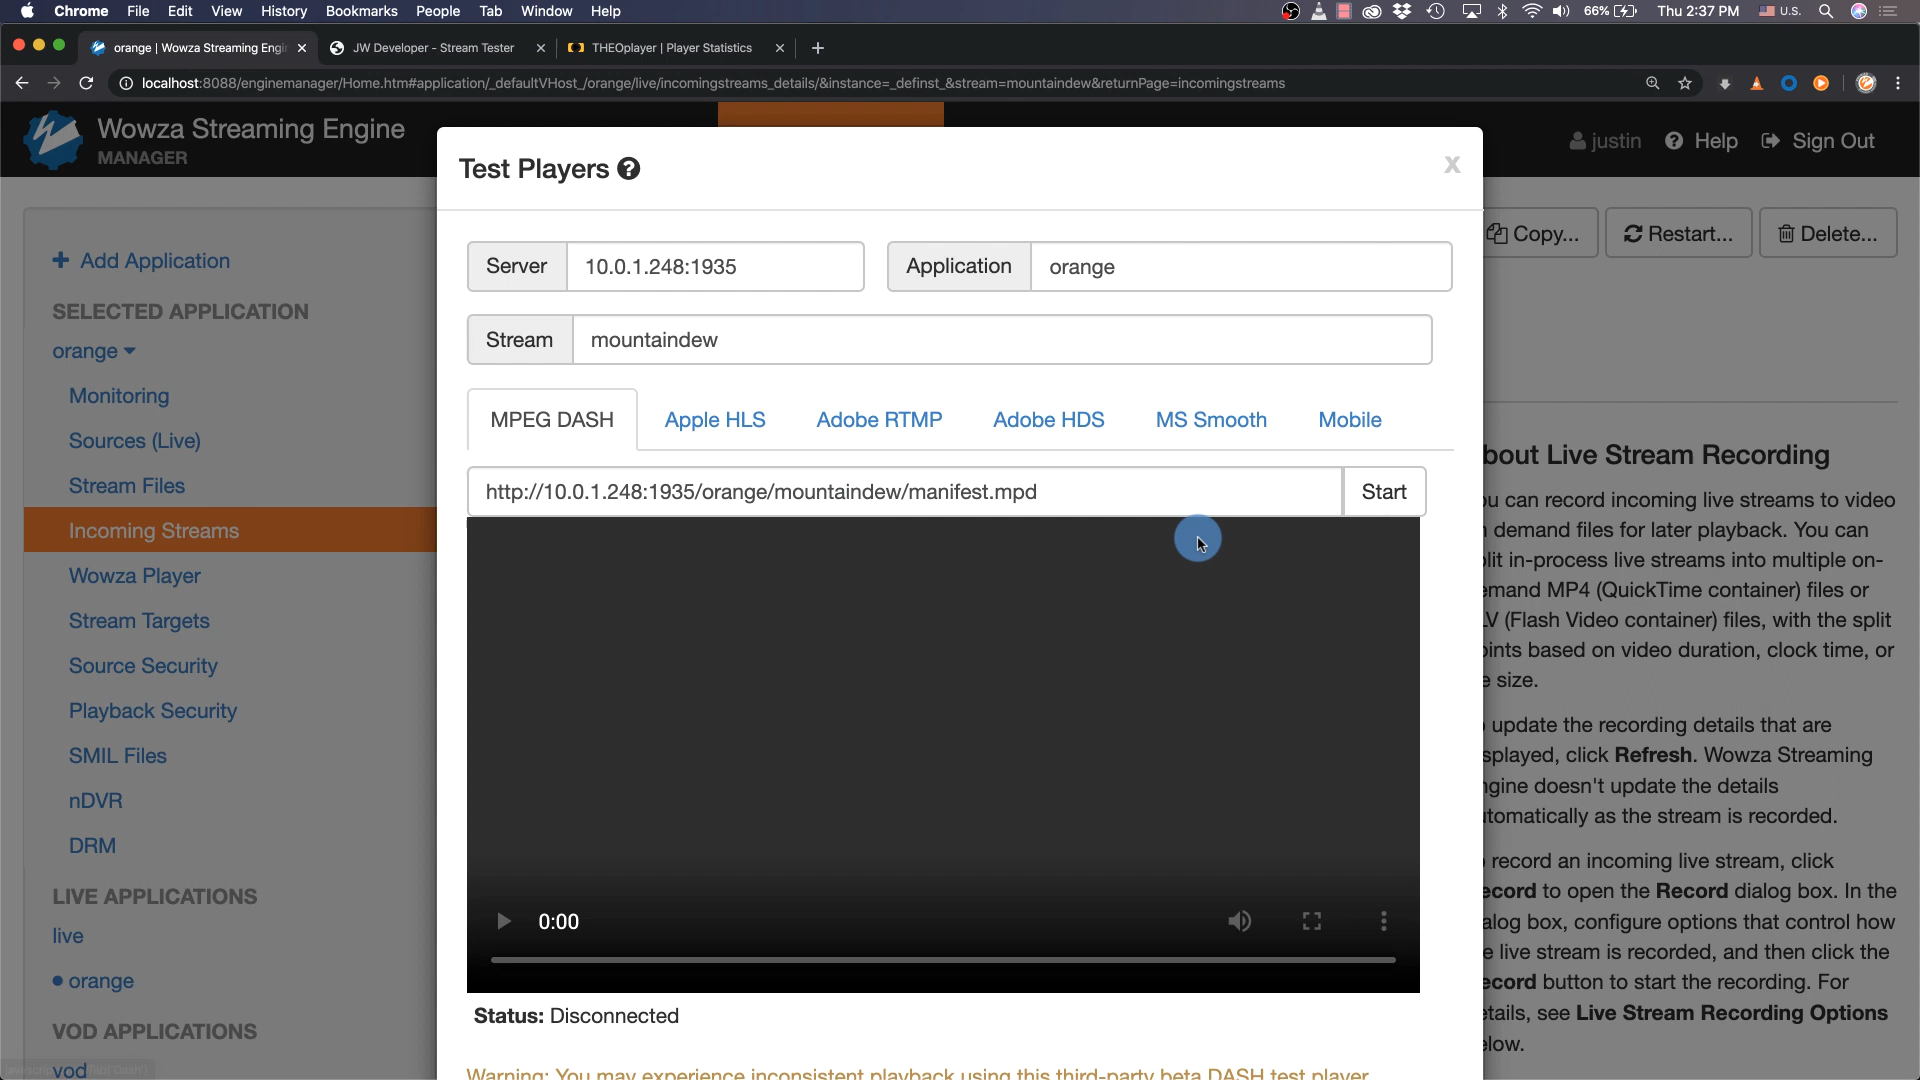 Chrome File Edit View History Bookmarks People Tab Window Help 66% Thu 2:37 PM U.S.
orange | Wowza Streaming Engin JW Developer - Stream Tester THEOplayer | Player Statistics
localhost:8088/enginemanager/Home.htm#application/_defaultVHost_/orange/live/incomingstreams_details/&instance=_definst_&stream=mountaindew&returnPage=incomingstreams
Wowza Streaming Engine
MANAGER
justin Help Sign Out
Copy... Restart... Delete...
Add Application
SELECTED APPLICATION
orange
Monitoring
Sources (Live)
Stream Files
Incoming Streams
Wowza Player
Stream Targets
Source Security
Playback Security
SMIL Files
nDVR
DRM
LIVE APPLICATIONS
live
orange
VOD APPLICATIONS
vod
Test Players ?
x
Server 10.0.1.248:1935 Application orange
Stream mountaindew
MPEG DASH Apple HLS Adobe RTMP Adobe HDS MS Smooth Mobile
http://10.0.1.248:1935/orange/mountaindew/manifest.mpd Start
0:00
Status: Disconnected
Warning: You may experience inconsistent playback using this third-party beta DASH test player
bout Live Stream Recording
u can record incoming live streams to video
demand files for later playback. You can
lit in-process live streams into multiple on-
emand MP4 (QuickTime container) files or
V (Flash Video container) files, with the split
ints based on video duration, clock time, or
e size.
update the recording details that are
splayed, click Refresh. Wowza Streaming
gine doesn't update the details
tomatically as the stream is recorded.
record an incoming live stream, click
ecord to open the Record dialog box. In the
alog box, configure options that control how
e live stream is recorded, and then click the
ecord button to start the recording. For
etails, see Live Stream Recording Options
low.